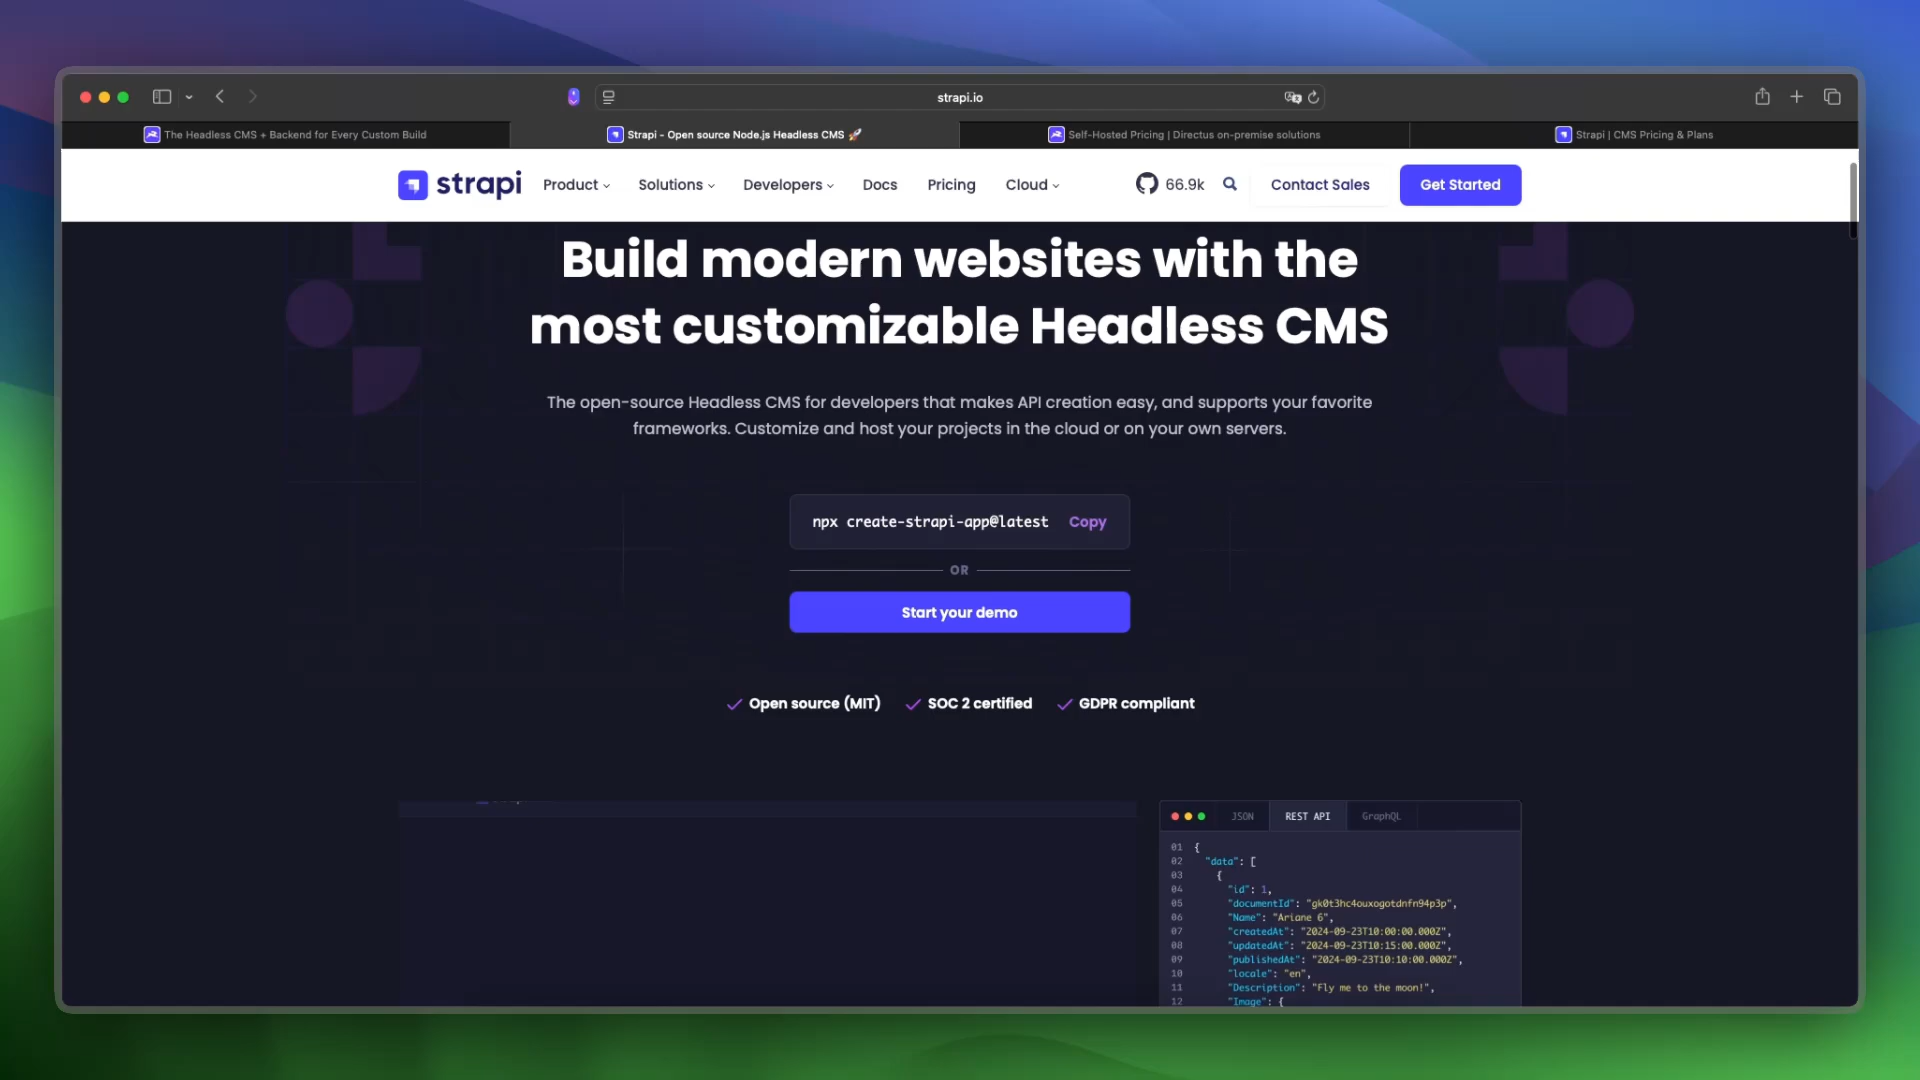 strapi.io
The Headless CMS + Backend for Every Custom Build
Strapi - Open source Node.js Headless CMS 🚀
Self-Hosted Pricing | Directus on-premise solutions
Strapi | CMS Pricing & Plans
strapi
Product
Solutions
Developers
Docs
Pricing
Cloud
66.9k
Contact Sales
Get Started
Build modern websites with the
most customizable Headless CMS
The open-source Headless CMS for developers that makes API creation easy, and supports your favorite
frameworks. Customize and host your projects in the cloud or on your own servers.
npx create-strapi-app@latest Copy
OR
Start your demo
Open source (MIT)
SOC 2 certified
GDPR compliant
JSON
REST API
GraphQL
01 {
02 "data": [
03 {
04 "id": 1,
05 "documentId": "gk0t3hc4ouxogotdnfn94p3p",
06 "Name": "Ariane 6",
07 "createdAt": "2024-09-23T10:00:00.000Z",
08 "updatedAt": "2024-09-23T10:15:00.000Z",
09 "publishedAt": "2024-09-23T10:10:00.000Z",
10 "locale": "en",
11 "Description": "Fly me to the moon!",
12 "Image": {